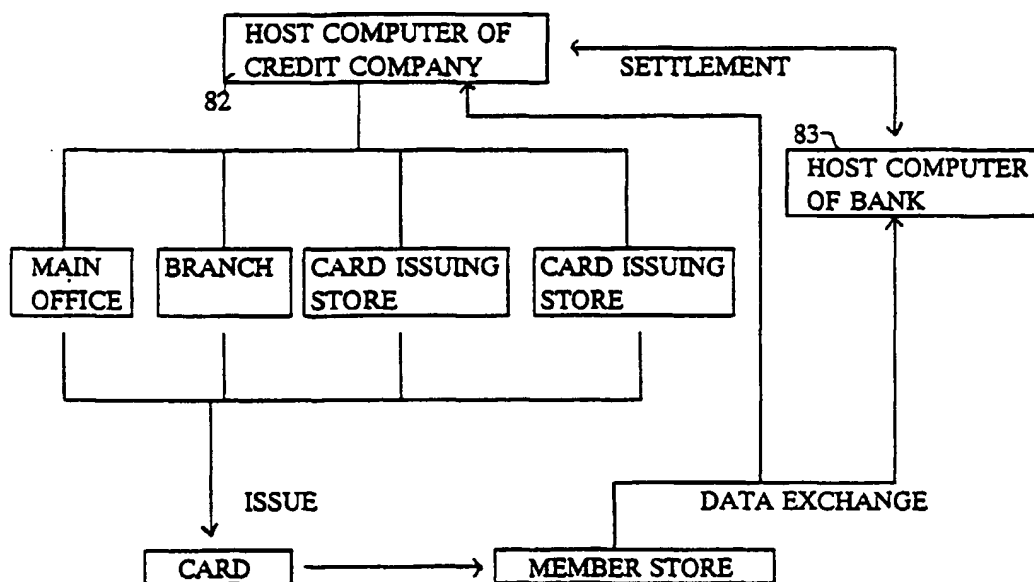 HOST COMPUTER OF
CREDIT COMPANY
SETTLEMENT
82
83
HOST COMPUTER
OF BANK
MAIN
OFFICE
BRANCH
CARD ISSUING
STORE
CARD ISSUING
STORE
ISSUE
DATA EXCHANGE
CARD
MEMBER STORE